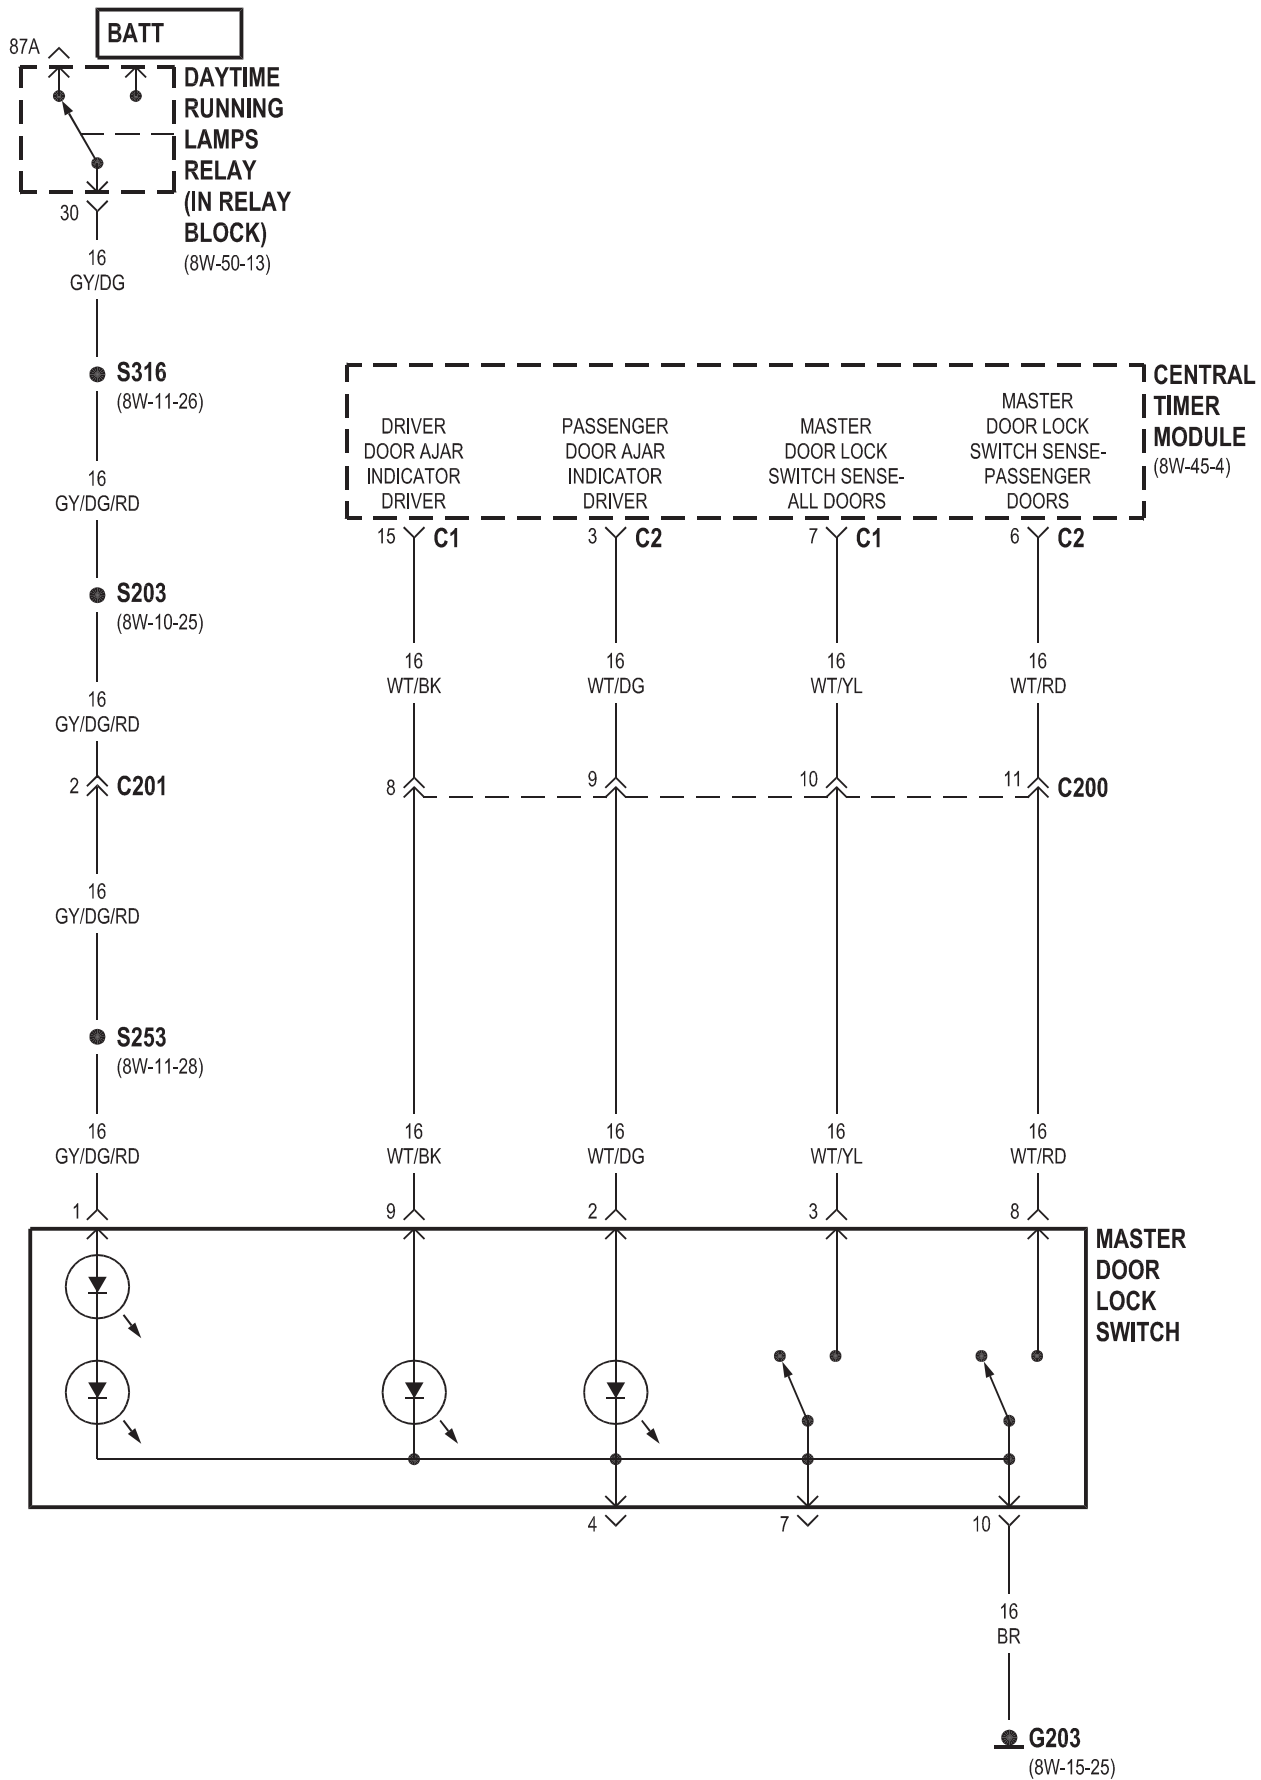 BATT
87A
DAYTIME
RUNNING
LAMPS
RELAY
(IN RELAY
BLOCK)
(8W-50-13)
30
16
GY/DG
S316
(8W-11-26)
16
GY/DG/RD
S203
(8W-10-25)
16
GY/DG/RD
2
C201
16
GY/DG/RD
S253
(8W-11-28)
16
GY/DG/RD
1
CENTRAL
TIMER
MODULE
(8W-45-4)
DRIVER
DOOR AJAR
INDICATOR
DRIVER
PASSENGER
DOOR AJAR
INDICATOR
DRIVER
MASTER
DOOR LOCK
SWITCH SENSE-
ALL DOORS
MASTER
DOOR LOCK
SWITCH SENSE-
PASSENGER
DOORS
15 C1
3 C2
7 C1
6 C2
16
WT/BK
16
WT/DG
16
WT/YL
16
WT/RD
8
9
10
11
C200
16
WT/BK
16
WT/DG
16
WT/YL
16
WT/RD
9
2
3
8
MASTER
DOOR
LOCK
SWITCH
4
7
10
16
BR
G203
(8W-15-25)